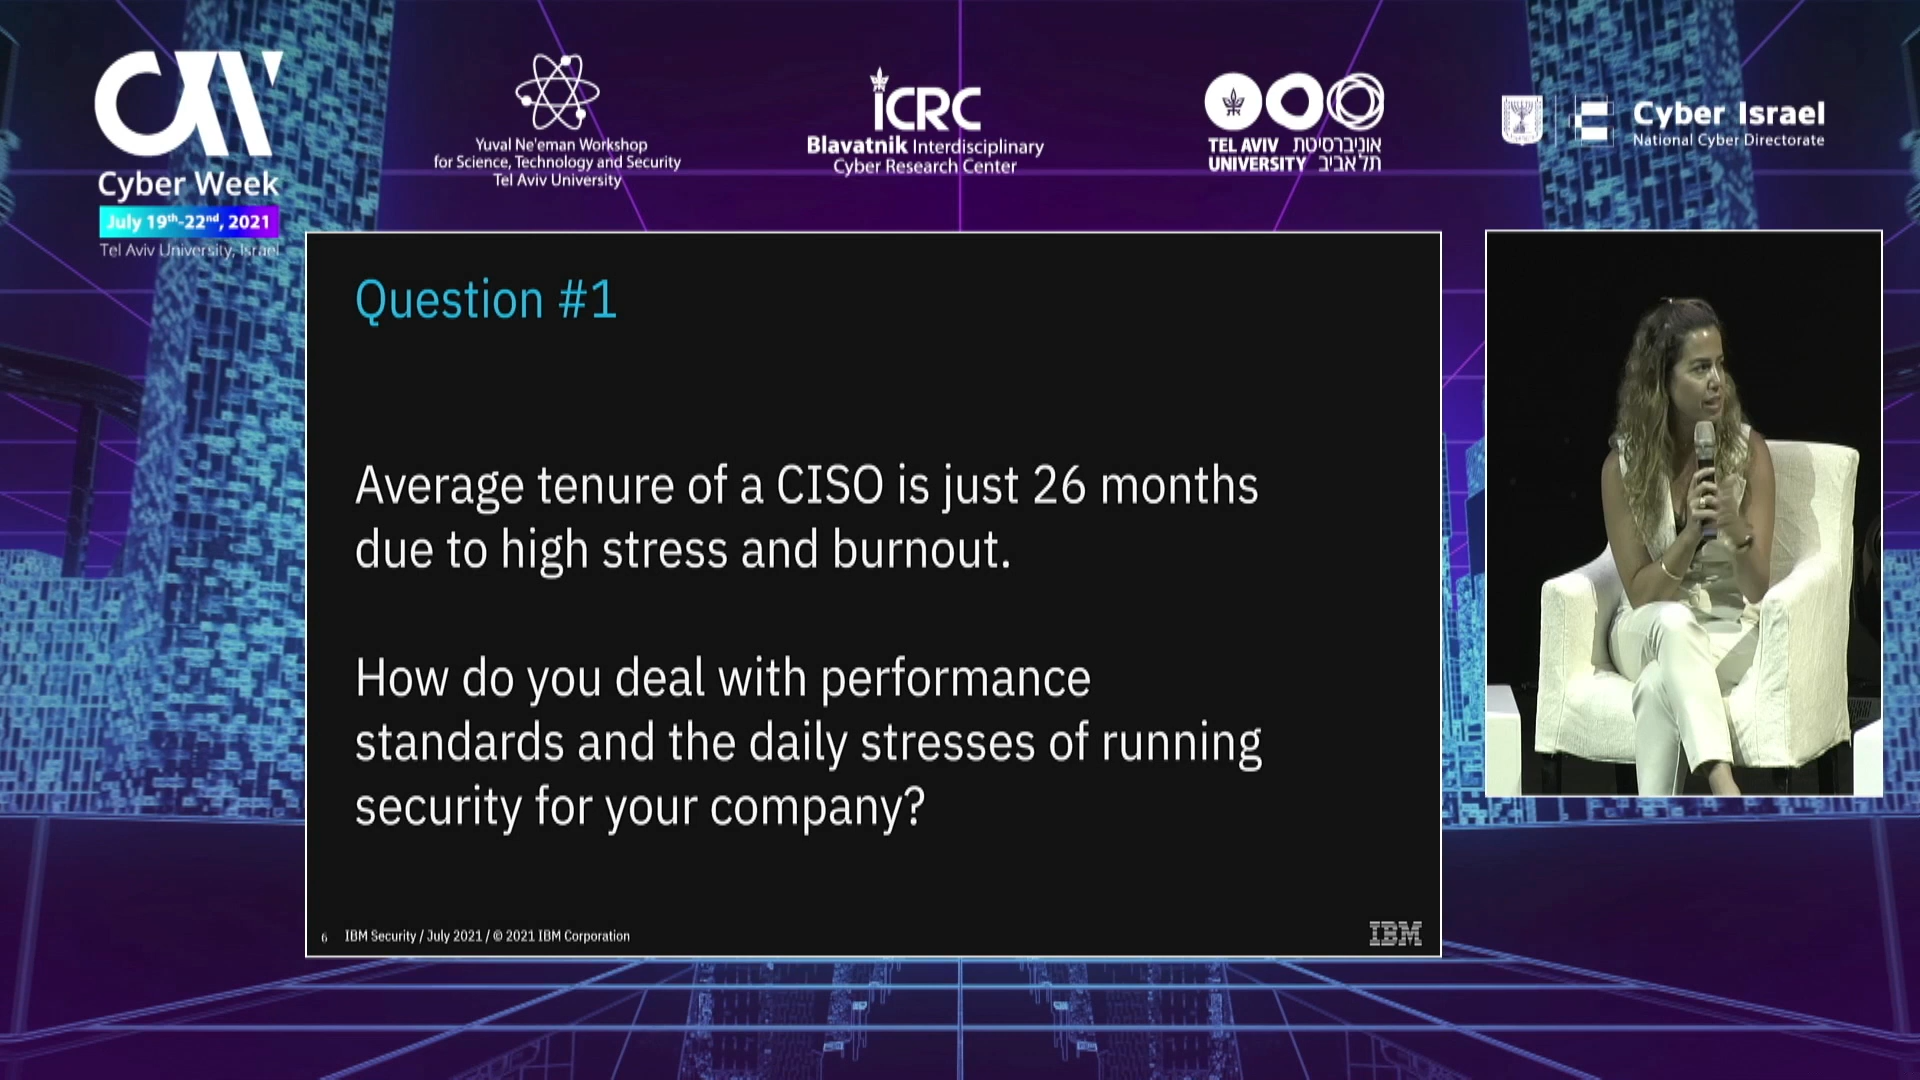 CW
Cyber Week
July 19th-22nd, 2021
Tel Aviv University, Israel
Yuval Ne'eman Workshop
for Science, Technology and Security
Tel Aviv University
ICRC
Blavatnik Interdisciplinary
Cyber Research Center
TEL AVIV אוניברסיטת
UNIVERSITY תל אביב
Cyber Israel
National Cyber Directorate
Question #1
Average tenure of a CISO is just 26 months
due to high stress and burnout.
How do you deal with performance
standards and the daily stresses of running
security for your company?
6 IBM Security / July 2021 / © 2021 IBM Corporation
IBM